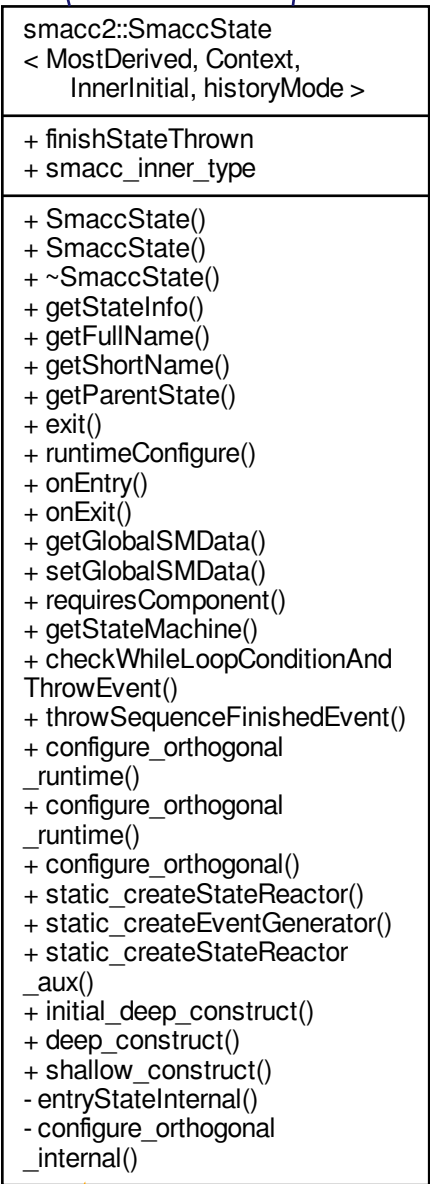 smacc2::SmaccState
< MostDerived, Context,
InnerInitial, historyMode >
+ finishStateThrown
+ smacc_inner_type
+ SmaccState()
+ SmaccState()
+ ~SmaccState()
+ getStateInfo()
+ getFullName()
+ getShortName()
+ getParentState()
+ exit()
+ runtimeConfigure()
+ onEntry()
+ onExit()
+ getGlobalSMData()
+ setGlobalSMData()
+ requiresComponent()
+ getStateMachine()
+ checkWhileLoopConditionAnd
ThrowEvent()
+ throwSequenceFinishedEvent()
+ configure_orthogonal
_runtime()
+ configure_orthogonal
_runtime()
+ configure_orthogonal()
+ static_createStateReactor()
+ static_createEventGenerator()
+ static_createStateReactor
_aux()
+ initial_deep_construct()
+ deep_construct()
+ shallow_construct()
- entryStateInternal()
- configure_orthogonal
_internal()